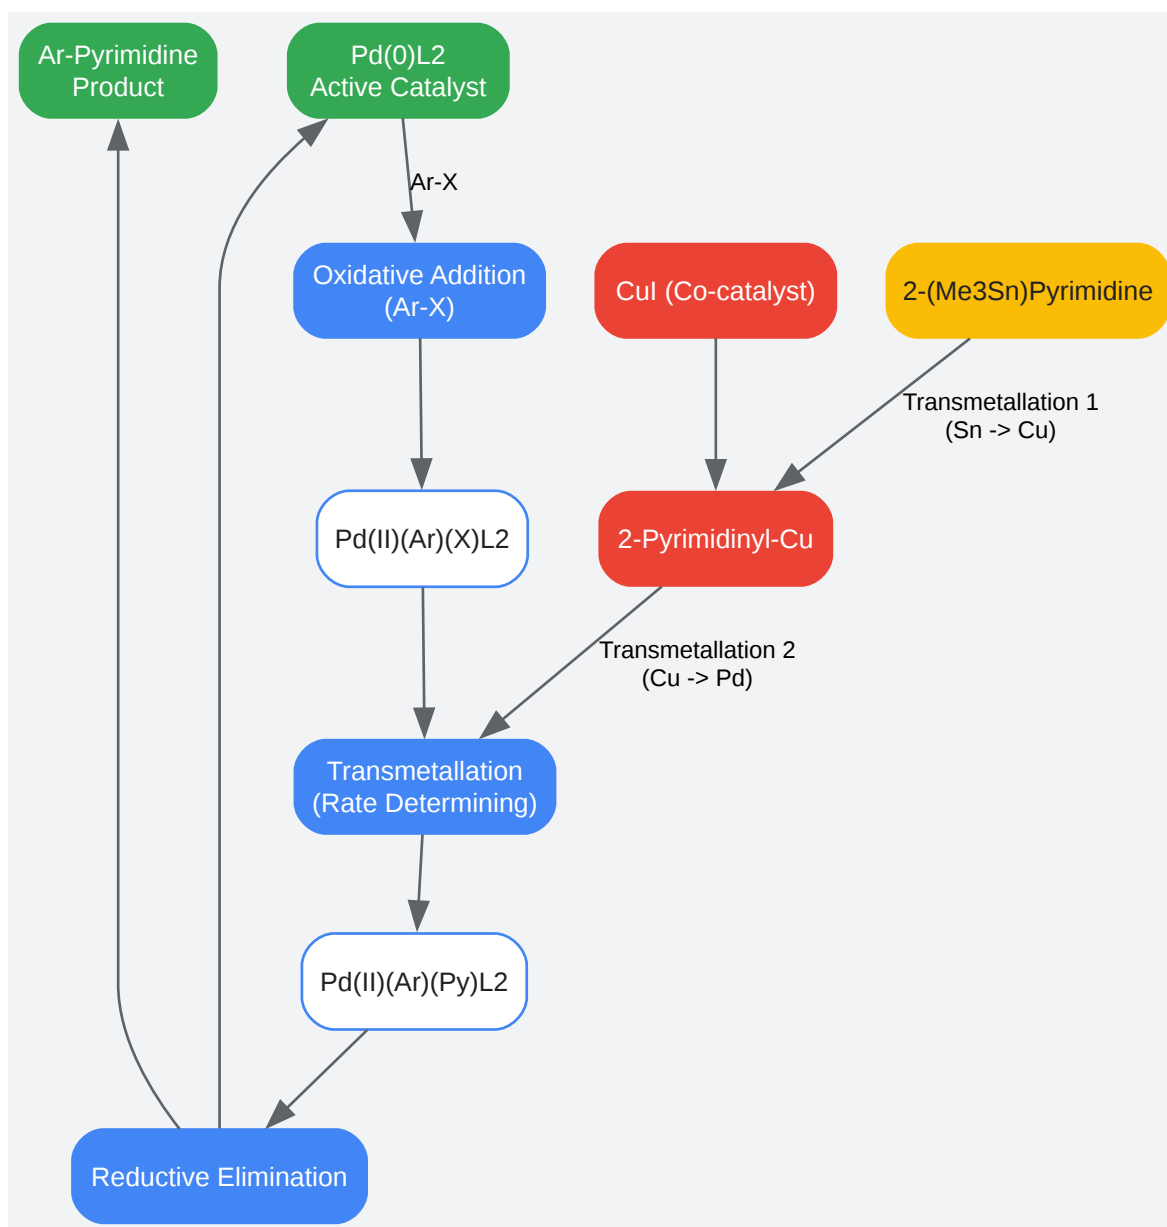 Ar-Pyrimidine
Product
Pd(0)L2
Active Catalyst
Ar-X
Oxidative Addition
(Ar-X)
CuI (Co-catalyst)
2-(Me3Sn)Pyrimidine
Transmetallation 1
(Sn -> Cu)
Pd(II)(Ar)(X)L2
2-Pyrimidinyl-Cu
Transmetallation 2
(Cu -> Pd)
Transmetallation
(Rate Determining)
Pd(II)(Ar)(Py)L2
Reductive Elimination